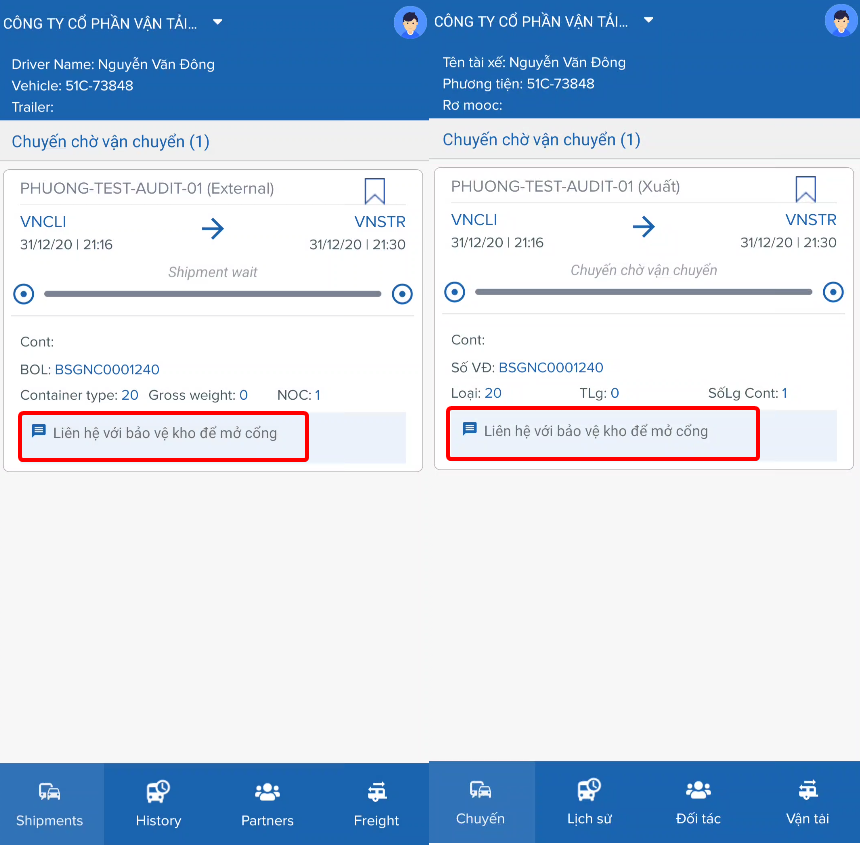 CÔNG TY CỔ PHẦN VẬN TẢI...
Driver Name: Nguyễn Văn Đông
Vehicle: 51C-73848
Trailer:
Chuyến chờ vận chuyển (1)
PHUONG-TEST-AUDIT-01 (External)
VNCLI
VNSTR
31/12/20 | 21:16
31/12/20 | 21:30
Shipment wait
Cont:
BOL: BSGNC0001240
Container type: 20 Gross weight: 0 NOC: 1
Liên hệ với bảo vệ kho để mở cổng
Shipments
History
Partners
Freight
CÔNG TY CỔ PHẦN VẬN TẢI...
Tên tài xế: Nguyễn Văn Đông
Phương tiện: 51C-73848
Rơ mooc:
Chuyến chờ vận chuyển (1)
PHUONG-TEST-AUDIT-01 (Xuất)
VNCLI
VNSTR
31/12/20 | 21:16
31/12/20 | 21:30
Chuyến chờ vận chuyển
Cont:
Số VĐ: BSGNC0001240
Loại: 20 TLg: 0 SốLg Cont: 1
Liên hệ với bảo vệ kho để mở cổng
Chuyến
Lịch sử
Đối tác
Vận tải